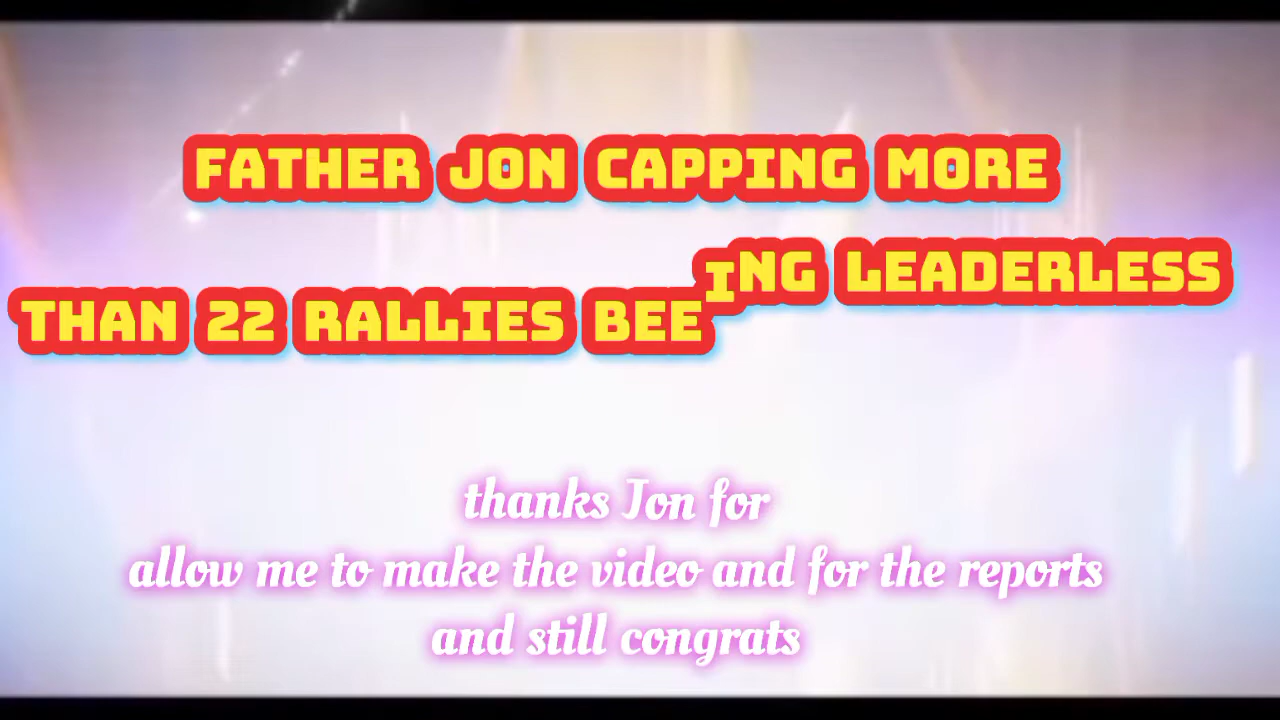 FATHER JON CAPPING MORE
THAN 22 RALLIES BEEING LEADERLESS
thanks Jon for
allow me to make the video and for the reports
and still congrats